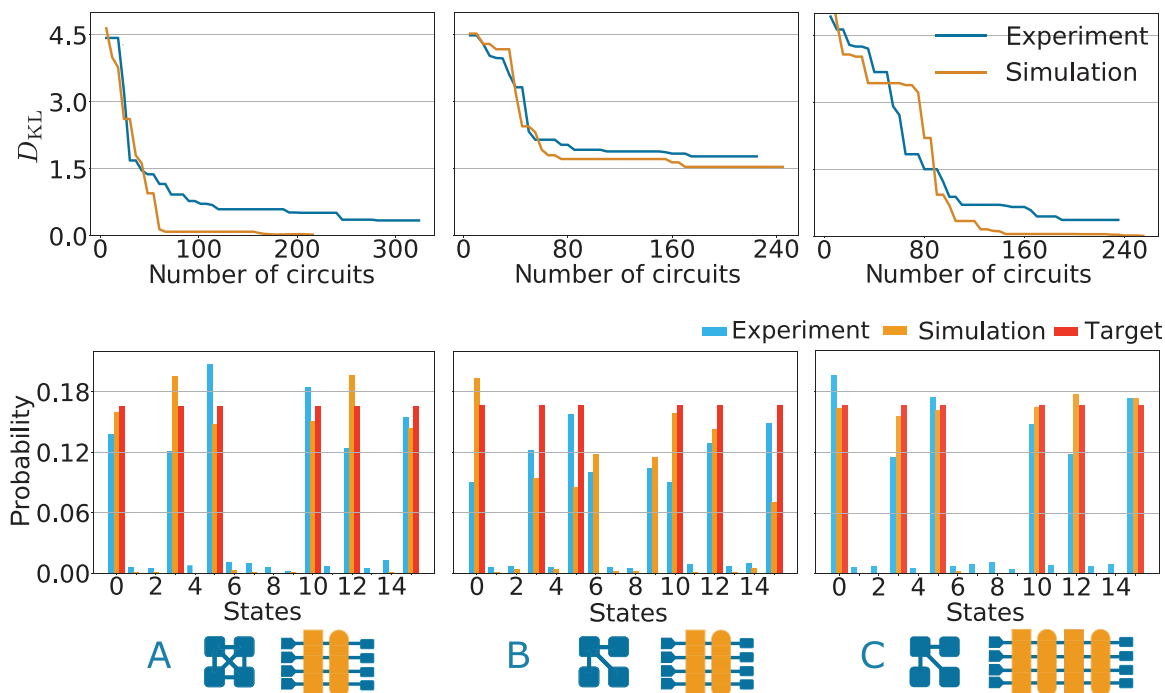 4.5
3.0
1.5
0.0
D_KL
0 100 200 300
Number of circuits
0 80 160 240
Number of circuits
Experiment
Simulation
0 80 160 240
Number of circuits
Experiment Simulation Target
0.18
0.12
0.06
0.00
Probability
0 2 4 6 8 10 12 14
States
0 2 4 6 8 10 12 14
States
0 2 4 6 8 10 12 14
States
A B C